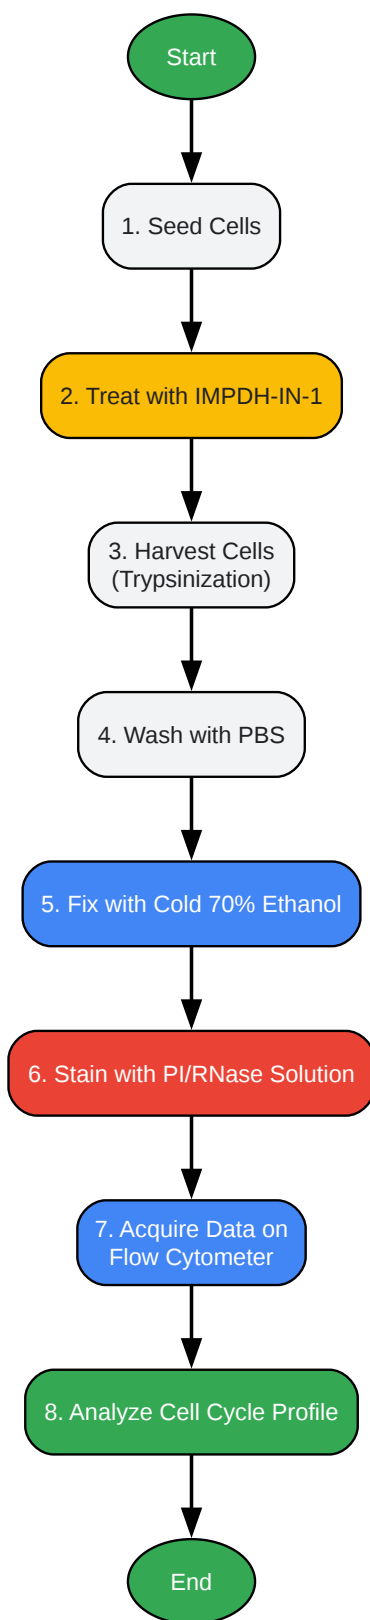 Start
1. Seed Cells
2. Treat with IMPDH-IN-1
3. Harvest Cells
(Trypsinization)
4. Wash with PBS
5. Fix with Cold 70% Ethanol
6. Stain with PI/RNase Solution
7. Acquire Data on
Flow Cytometer
8. Analyze Cell Cycle Profile
End